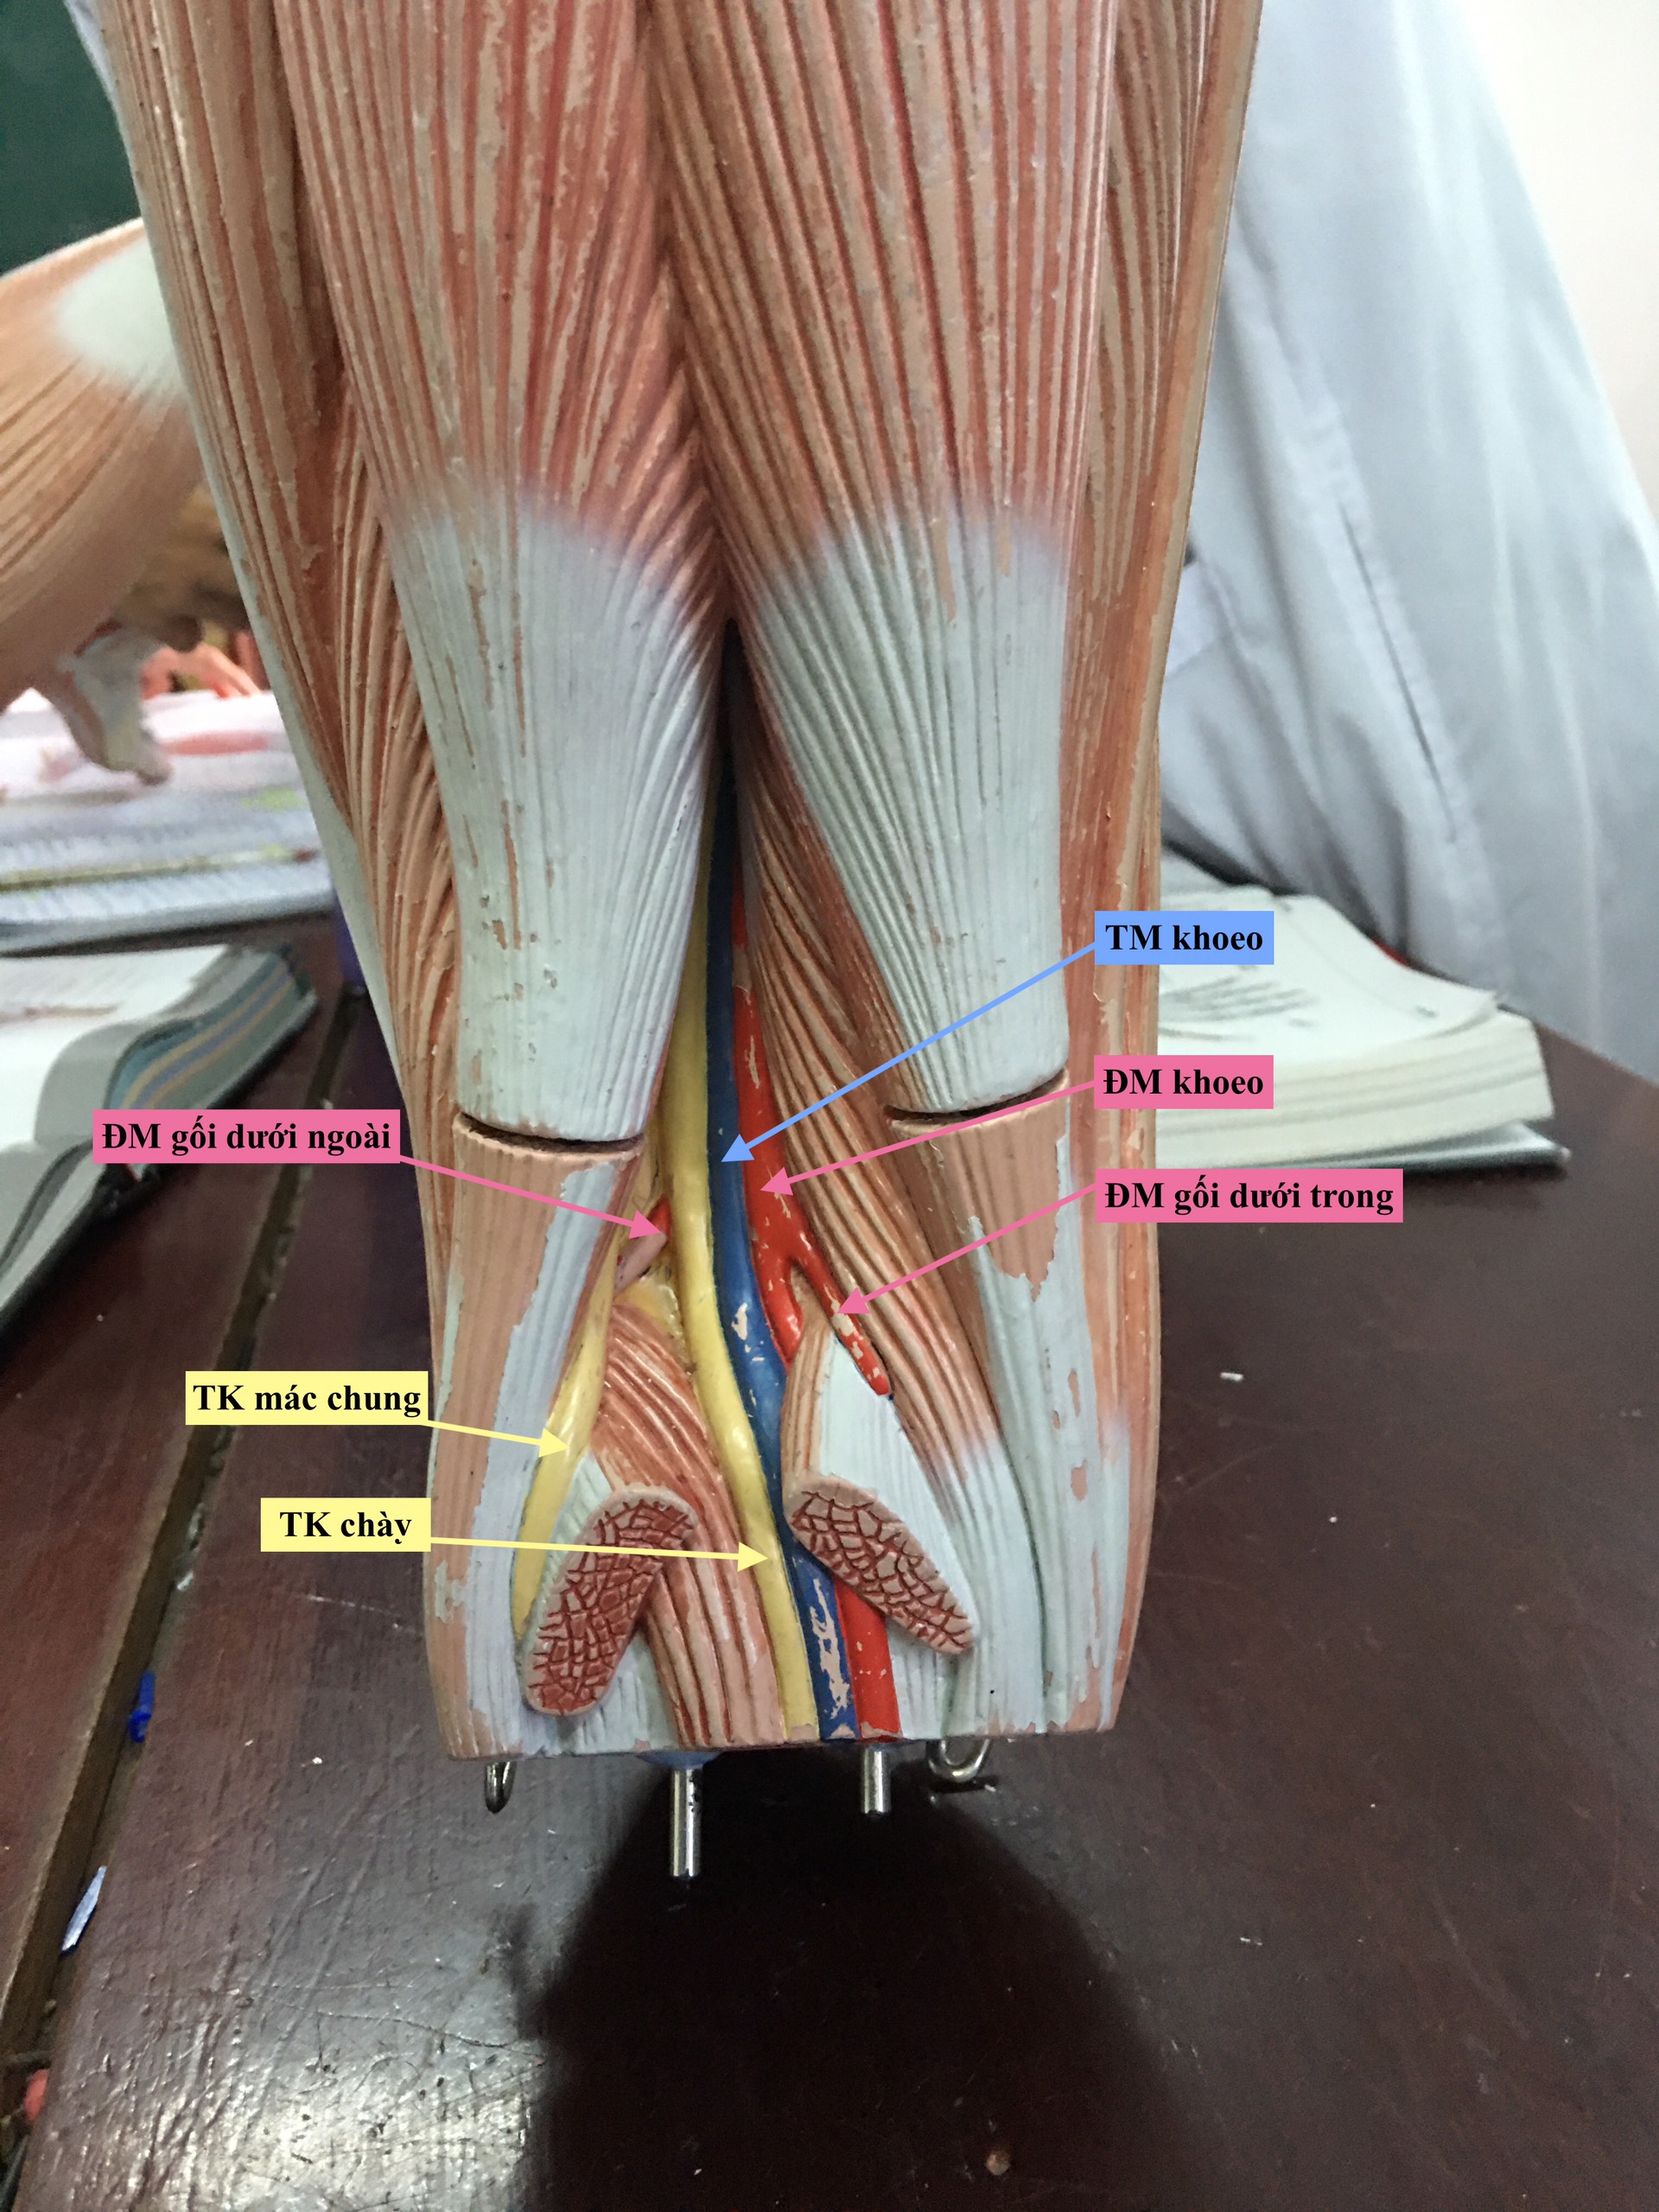 TM khoeo
ĐM khoeo
ĐM gối dưới ngoài
ĐM gối dưới trong
TK mác chung
TK chày